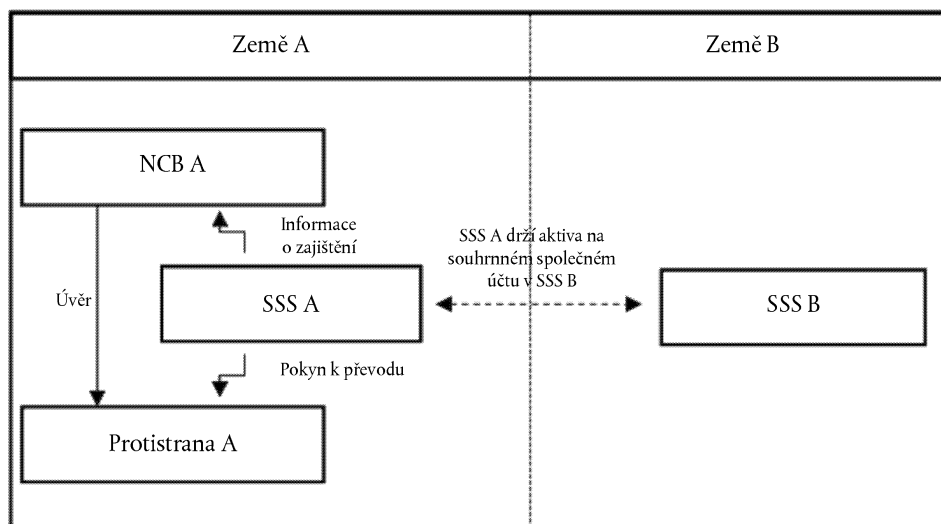 Země A
Země B
NCB A
Informace
o zajištění
SSS A drží aktiva na
souhrnném společném
účtu v SSS B
Úvěr
SSS A
SSS B
Pokyn k převodu
Protistrana A